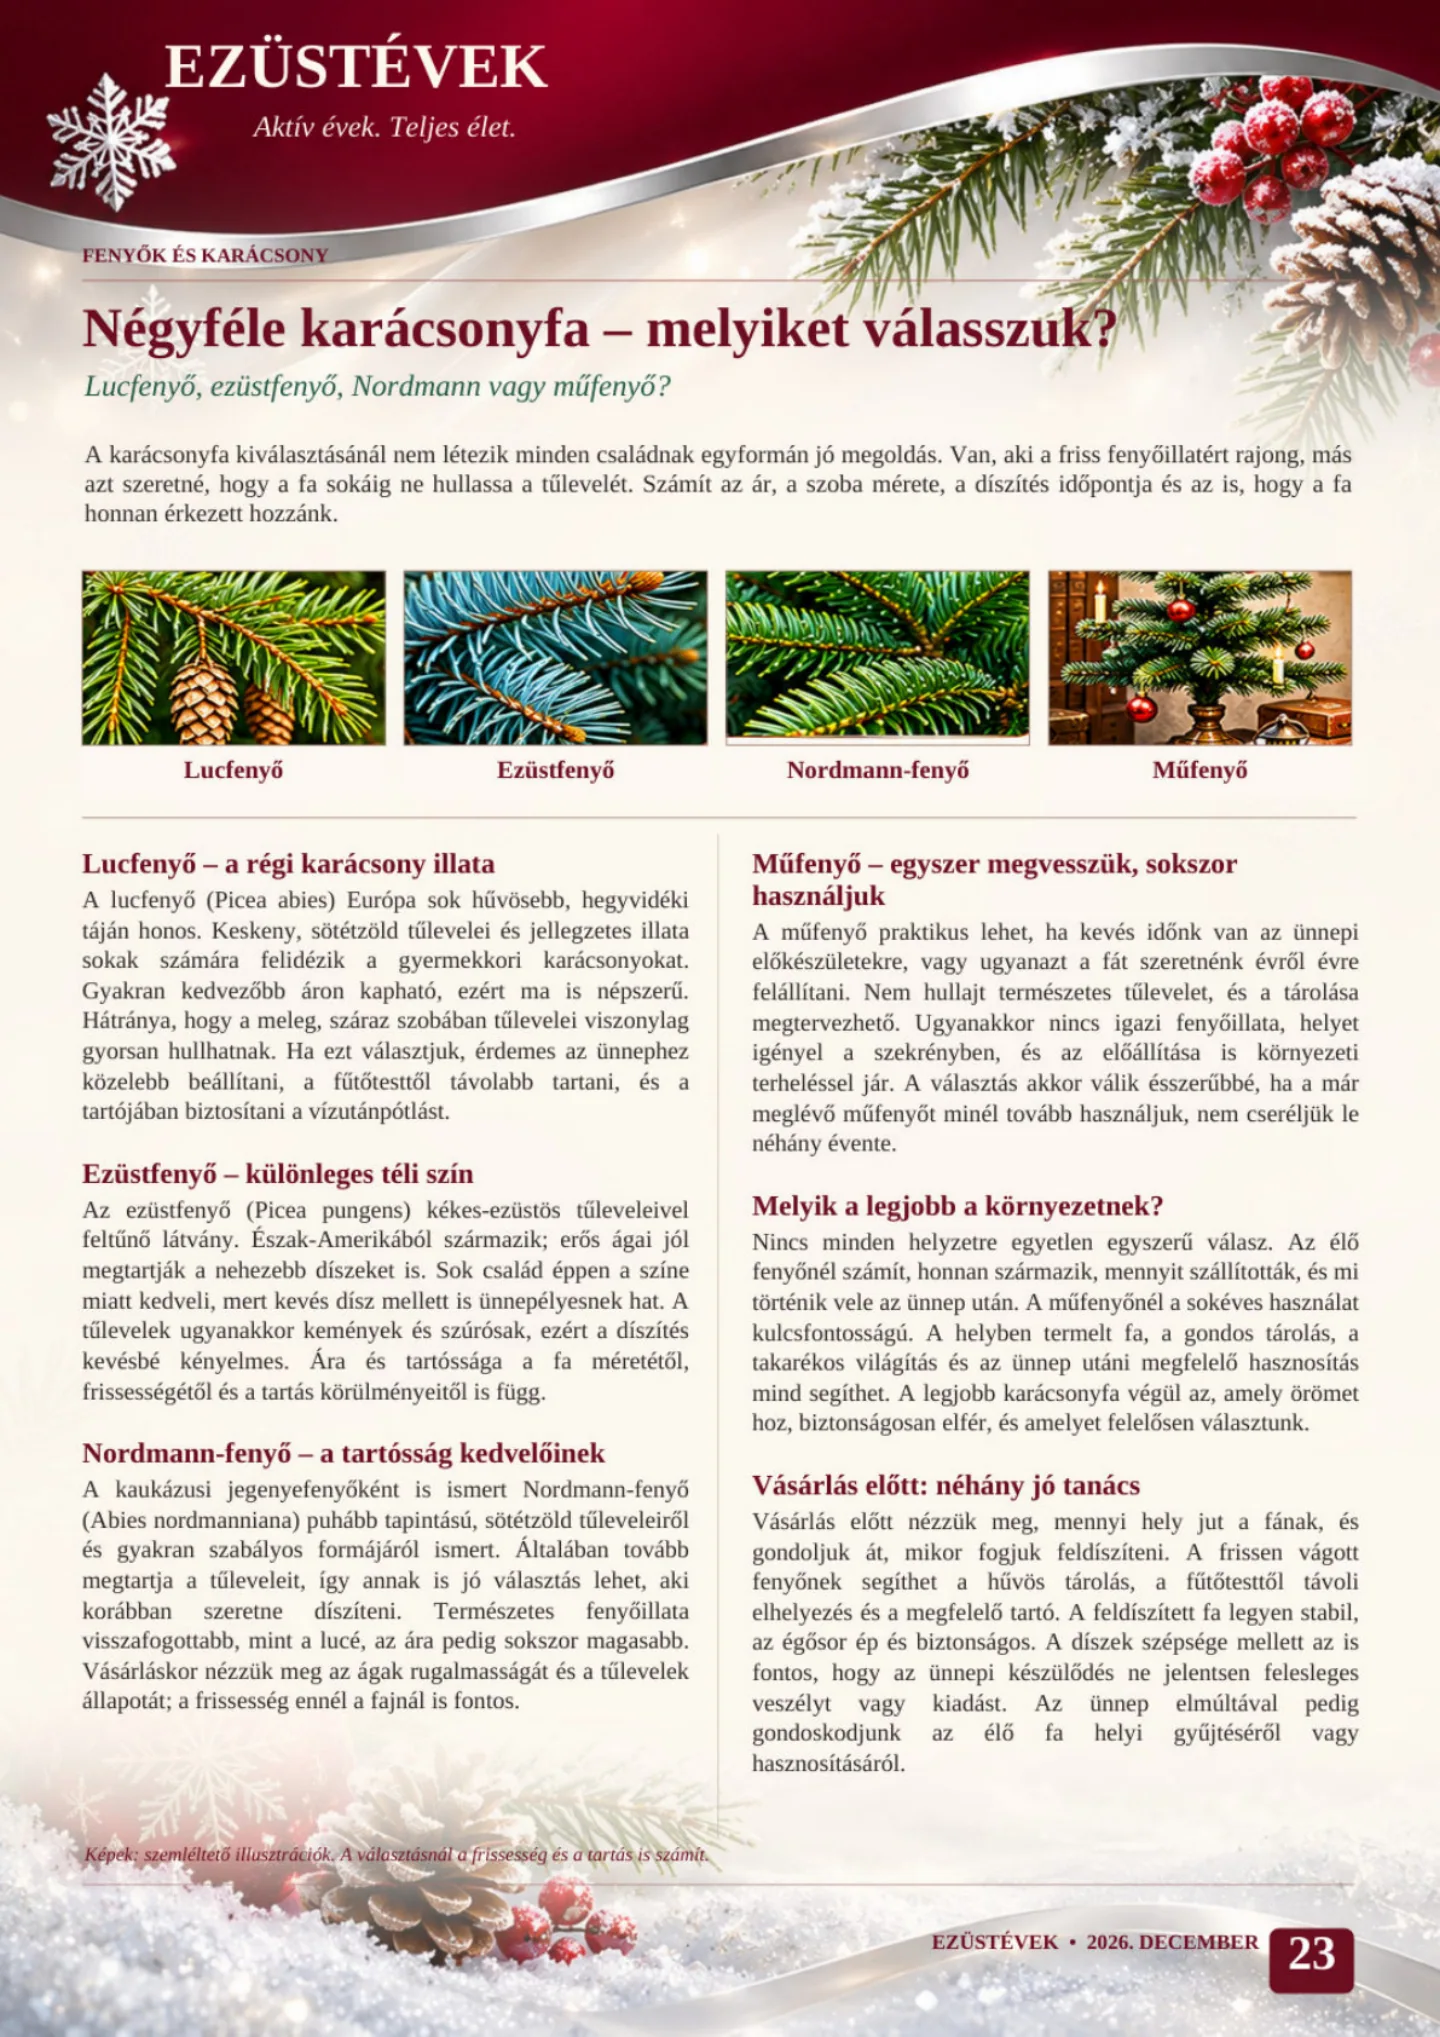 EZÜSTÉVEK
Aktív évek. Teljes élet.
FENYŐK ÉS KARÁCSONY
Négyféle karácsonyfa – melyiket válasszuk?
Lucfenyő, ezüstfenyő, Nordmann vagy műfenyő?
A karácsonyfa kiválasztásánál nem létezik minden családnak egyformán jó megoldás. Van, aki a friss fenyőillatért rajong, más
azt szeretné, hogy a fa sokáig ne hullassa a tűlevelét. Számít az ár, a szoba mérete, a díszítés időpontja és az is, hogy a fa
honnan érkezett hozzánk.
Lucfenyő
Ezüstfenyő
Nordmann-fenyő
Műfenyő
Lucfenyő – a régi karácsony illata
A lucfenyő (Picea abies) Európa sok hűvösebb, hegyvidéki
táján honos. Keskeny, sötétzöld tűlevelei és jellegzetes illata
sokak számára felidézik a gyermekkori karácsonyokat.
Gyakran kedvezőbb áron kapható, ezért ma is népszerű.
Hátránya, hogy a meleg, száraz szobában tűlevelei viszonylag
gyorsan hullhatnak. Ha ezt választjuk, érdemes az ünnephez
közelebb beállítani, a fűtőtesttől távolabb tartani, és a
tartójában biztosítani a vízutánpótlást.
Ezüstfenyő – különleges téli szín
Az ezüstfenyő (Picea pungens) kékes-ezüstös tűleveleivel
feltűnő látvány. Észak-Amerikából származik; erős ágai jól
megtartják a nehezebb díszeket is. Sok család éppen a színe
miatt kedveli, mert kevés dísz mellett is ünnepélyesnek hat. A
tűlevelek ugyanakkor kemények és szúrósak, ezért a díszítés
kevésbé kényelmes. Ára és tartóssága a fa méretétől,
frissességétől és a tartás körülményeitől is függ.
Nordmann-fenyő – a tartósság kedvelőinek
A kaukázusi jegenyefenyőként is ismert Nordmann-fenyő
(Abies nordmanniana) puhább tapintású, sötétzöld tűleveleiről
és gyakran szabályos formájáról ismert. Általában tovább
megtartja a tűleveleit, így annak is jó választás lehet, aki
korábban szeretne díszíteni. Természetes fenyőillata
visszafogottabb, mint a lucé, az ára pedig sokszor magasabb.
Vásárláskor nézzük meg az ágak rugalmasságát és a tűlevelek
állapotát; a frissesség ennél a fajnál is fontos.
Műfenyő – egyszer megvesszük, sokszor
használjuk
A műfenyő praktikus lehet, ha kevés időnk van az ünnepi
előkészületekre, vagy ugyanazt a fát szeretnénk évről évre
felállítani. Nem hullajt természetes tűlevelet, és a tárolása
megtervezhető. Ugyanakkor nincs igazi fenyőillata, helyet
igényel a szekrényben, és az előállítása is környezeti
terheléssel jár. A választás akkor válik ésszerűbbé, ha a már
meglévő műfenyőt minél tovább használjuk, nem cseréljük le
néhány évente.
Melyik a legjobb a környezetnek?
Nincs minden helyzetre egyetlen egyszerű válasz. Az élő
fenyőnél számít, honnan származik, mennyit szállították, és mi
történik vele az ünnep után. A műfenyőnél a sokéves használat
kulcsfontosságú. A helyben termelt fa, a gondos tárolás, a
takarékos világítás és az ünnep utáni megfelelő hasznosítás
mind segíthet. A legjobb karácsonyfa végül az, amely örömet
hoz, biztonságosan elfér, és amelyet felelősen választunk.
Vásárlás előtt: néhány jó tanács
Vásárlás előtt nézzük meg, mennyi hely jut a fának, és
gondoljuk át, mikor fogjuk feldíszíteni. A frissen vágott
fenyőnek segíthet a hűvös tárolás, a fűtőtesttől távoli
elhelyezés és a megfelelő tartó. A feldíszített fa legyen stabil,
az égősor ép és biztonságos. A díszek szépsége mellett az is
fontos, hogy az ünnepi készülődés ne jelentsen felesleges
veszélyt vagy kiadást. Az ünnep elmúltával pedig
gondoskodjunk az élő fa helyi gyűjtéséről vagy
hasznosításáról.
Képek: szemléltető illusztrációk. A választásnál a frissesség és a tartás is számít.
EZÜSTÉVEK • 2026. DECEMBER 23